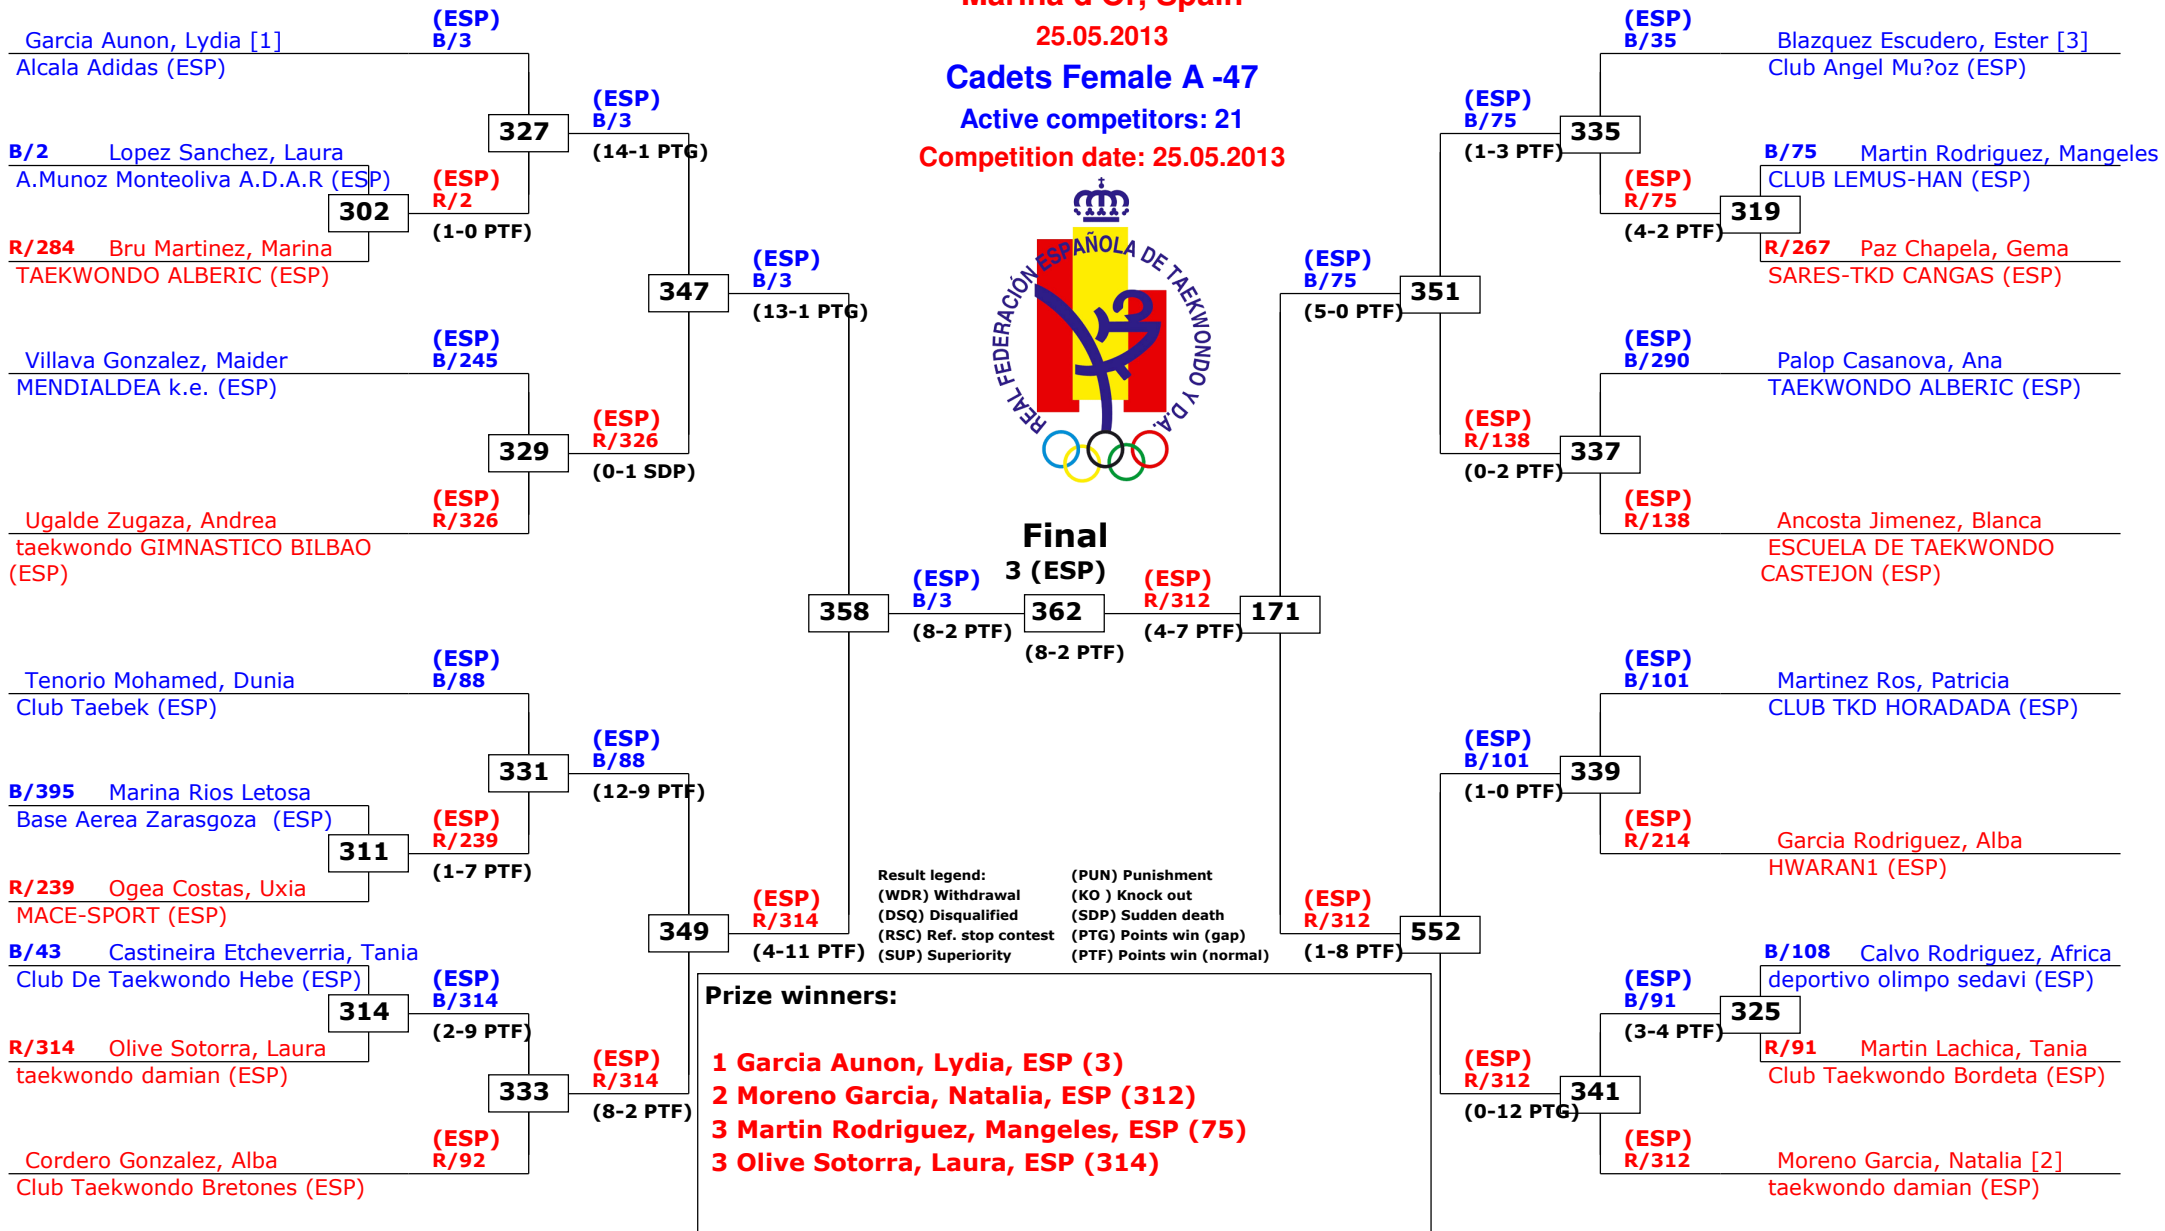 Marina d'Or, Spain
25.05.2013
Cadets Female A -47
Active competitors: 21
Competition date: 25.05.2013
REAL FEDERACIÓN ESPAÑOLA DE TAEKWONDO Y D.A.
(ESP)
Garcia Aunon, Lydia [1] B/3
Alcala Adidas (ESP)
(ESP)
327 B/3
(14-1 PTG)
B/2 Lopez Sanchez, Laura
A.Munoz Monteoliva A.D.A.R (ESP)
(ESP)
302 R/2
(1-0 PTF)
R/284 Bru Martinez, Marina
TAEKWONDO ALBERIC (ESP)
(ESP)
347 B/3
(13-1 PTG)
(ESP)
Villava Gonzalez, Maider B/245
MENDIALDEA k.e. (ESP)
(ESP)
329 R/326
(0-1 SDP)
(ESP)
Ugalde Zugaza, Andrea R/326
taekwondo GIMNASTICO BILBAO
(ESP)
(ESP)
358 B/3
(8-2 PTF)
(ESP)
Tenorio Mohamed, Dunia B/88
Club Taebek (ESP)
(ESP)
331 B/88
(12-9 PTF)
B/395 Marina Rios Letosa
Base Aerea Zarasgoza (ESP)
(ESP)
311 R/239
(1-7 PTF)
R/239 Ogea Costas, Uxia
MACE-SPORT (ESP)
(ESP)
349 R/314
(4-11 PTF)
B/43 Castineira Etcheverria, Tania
Club De Taekwondo Hebe (ESP)
(ESP)
314 B/314
(2-9 PTF)
R/314 Olive Sotorra, Laura
taekwondo damian (ESP)
(ESP)
333 R/314
(8-2 PTF)
(ESP)
Cordero Gonzalez, Alba R/92
Club Taekwondo Bretones (ESP)
Final
3 (ESP)
362
(8-2 PTF)
(ESP)
R/312 171
(4-7 PTF)
(ESP)
B/35 Blazquez Escudero, Ester [3]
Club Angel Mu?oz (ESP)
(ESP)
B/75 335
(1-3 PTF)
B/75 Martin Rodriguez, Mangeles
CLUB LEMUS-HAN (ESP)
(ESP)
R/75 319
(4-2 PTF)
R/267 Paz Chapela, Gema
SARES-TKD CANGAS (ESP)
(ESP)
B/75 351
(5-0 PTF)
(ESP)
B/290 Palop Casanova, Ana
TAEKWONDO ALBERIC (ESP)
(ESP)
R/138 337
(0-2 PTF)
(ESP)
R/138 Ancosta Jimenez, Blanca
ESCUELA DE TAEKWONDO
CASTEJON (ESP)
(ESP)
B/101 Martinez Ros, Patricia
CLUB TKD HORADADA (ESP)
(ESP)
B/101 339
(1-0 PTF)
(ESP)
R/214 Garcia Rodriguez, Alba
HWARAN1 (ESP)
(ESP)
R/312 552
(1-8 PTF)
B/108 Calvo Rodriguez, Africa
deportivo olimpo sedavi (ESP)
(ESP)
B/91 325
(3-4 PTF)
R/91 Martin Lachica, Tania
Club Taekwondo Bordeta (ESP)
(ESP)
R/312 341
(0-12 PTG)
(ESP)
R/312 Moreno Garcia, Natalia [2]
taekwondo damian (ESP)
Result legend: (PUN) Punishment
(WDR) Withdrawal (KO ) Knock out
(DSQ) Disqualified (SDP) Sudden death
(RSC) Ref. stop contest (PTG) Points win (gap)
(SUP) Superiority (PTF) Points win (normal)
Prize winners:
1 Garcia Aunon, Lydia, ESP (3)
2 Moreno Garcia, Natalia, ESP (312)
3 Martin Rodriguez, Mangeles, ESP (75)
3 Olive Sotorra, Laura, ESP (314)